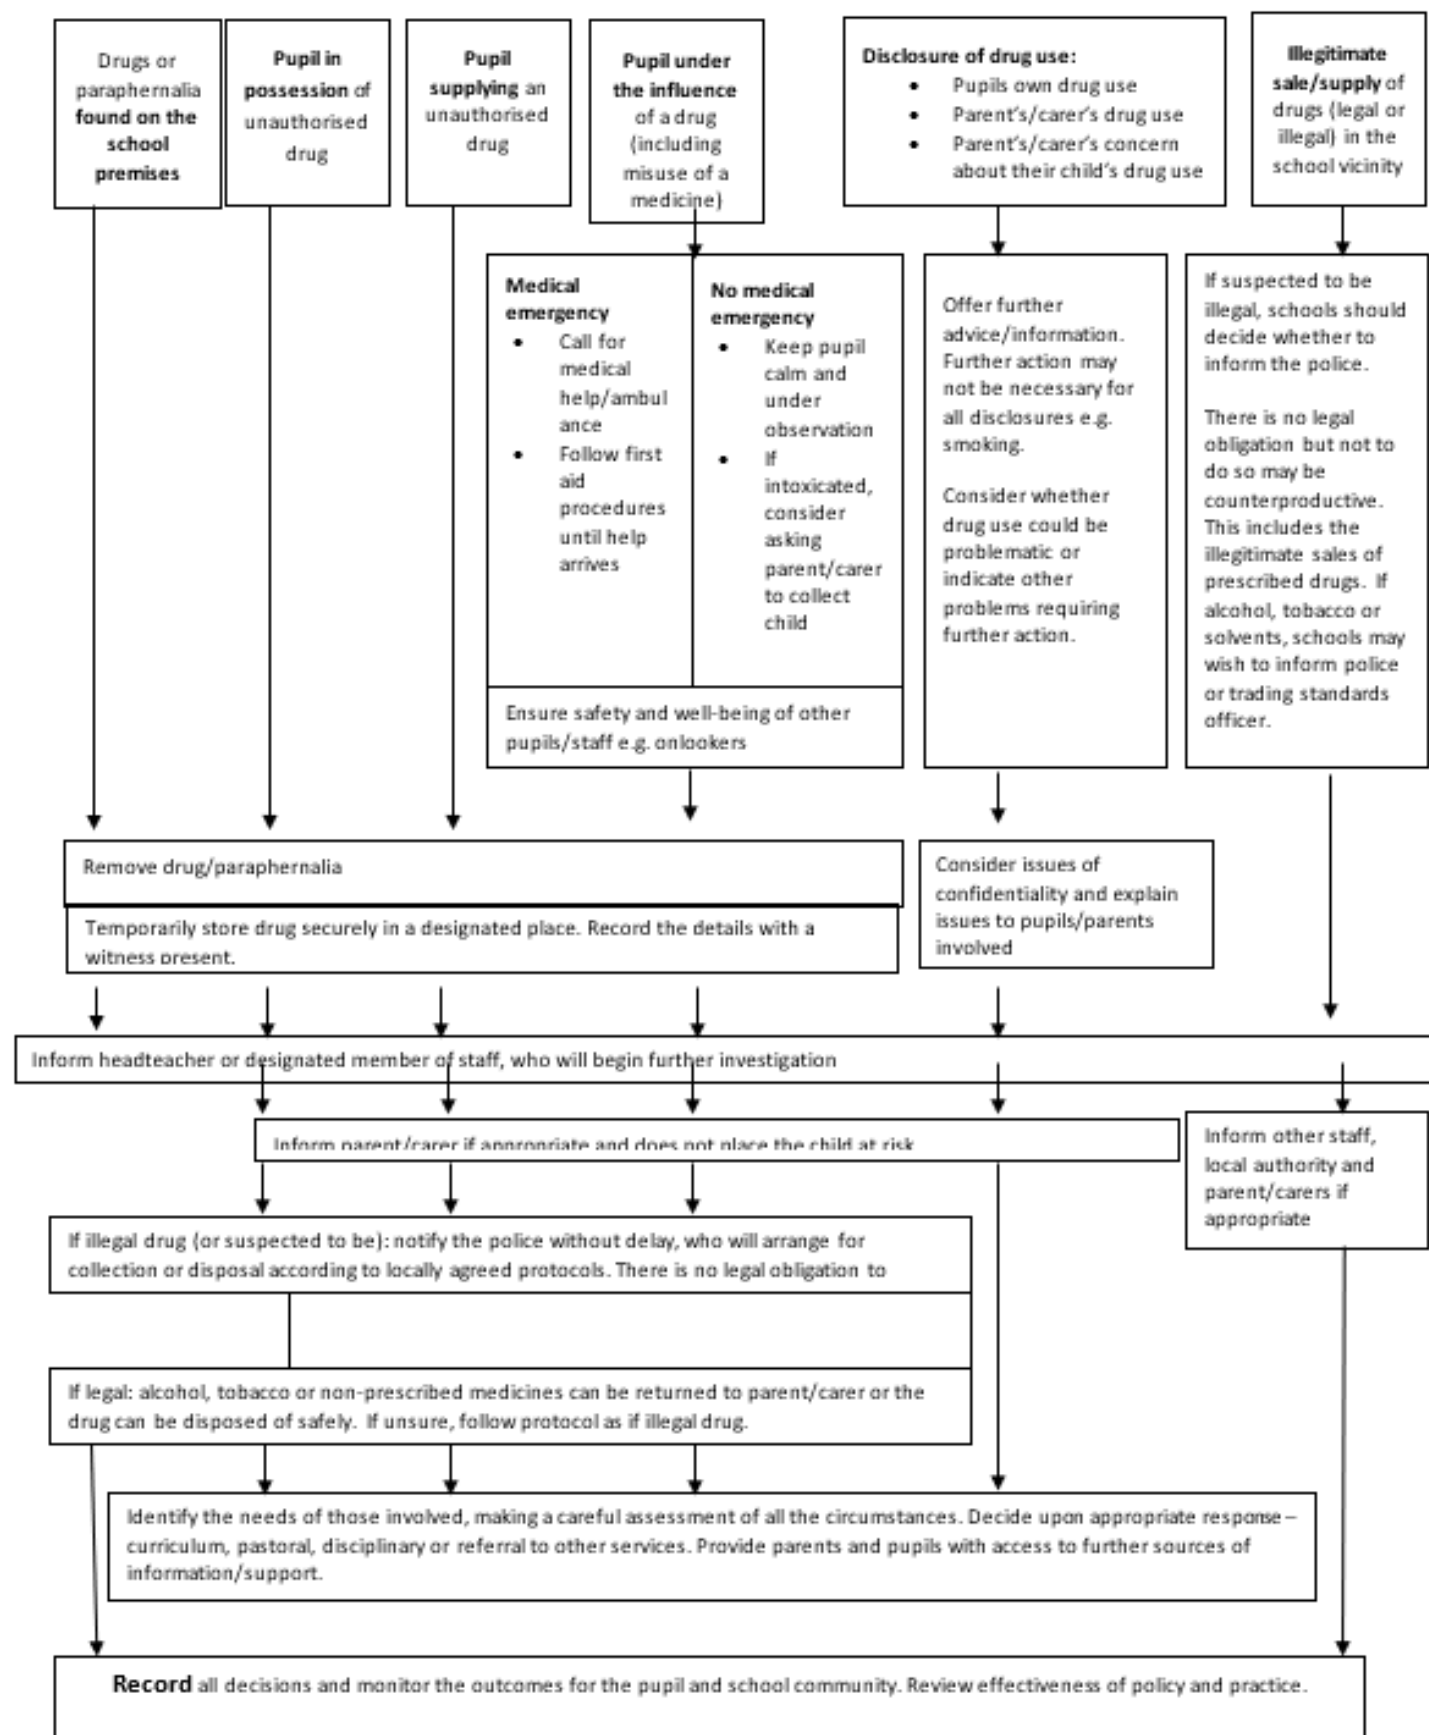 Drugs or
paraphernalia
found on the
school
premises
Pupil in
possession of
unauthorised
drug
Pupil
supplying an
unauthorised
drug
Pupil under
the influence
of a drug
(including
misuse of a
medicine)
Disclosure of drug use:
• Pupils own drug use
• Parent's/carer's drug use
• Parent's/carer's concern
about their child's drug use
Illegitimate
sale/supply of
drugs (legal or
illegal) in the
school vicinity
Medical
emergency
• Call for
medical
help/ambul
ance
• Follow first
aid
procedures
until help
arrives
No medical
emergency
• Keep pupil
calm and
under
observation
• If
intoxicated,
consider
asking
parent/carer
to collect
child
Ensure safety and well-being of other
pupils/staff e.g. onlookers
Offer further
advice/information.
Further action may
not be necessary for
all disclosures e.g.
smoking.
Consider whether
drug use could be
problematic or
indicate other
problems requiring
further action.
If suspected to be
illegal, schools should
decide whether to
inform the police.
There is no legal
obligation but not to
do so may be
counterproductive.
This includes the
illegitimate sales of
prescribed drugs. If
alcohol, tobacco or
solvents, schools may
wish to inform police
or trading standards
officer.
Remove drug/paraphernalia
Temporarily store drug securely in a designated place. Record the details with a
witness present.
Consider issues of
confidentiality and explain
issues to pupils/parents
involved
Inform headteacher or designated member of staff, who will begin further investigation
Inform parent/carer if appropriate and does not place the child at risk
Inform other staff,
local authority and
parent/carers if
appropriate
If illegal drug (or suspected to be): notify the police without delay, who will arrange for
collection or disposal according to locally agreed protocols. There is no legal obligation to
If legal: alcohol, tobacco or non-prescribed medicines can be returned to parent/carer or the
drug can be disposed of safely. If unsure, follow protocol as if illegal drug.
Identify the needs of those involved, making a careful assessment of all the circumstances. Decide upon appropriate response –
curriculum, pastoral, disciplinary or referral to other services. Provide parents and pupils with access to further sources of
information/support.
Record all decisions and monitor the outcomes for the pupil and school community. Review effectiveness of policy and practice.